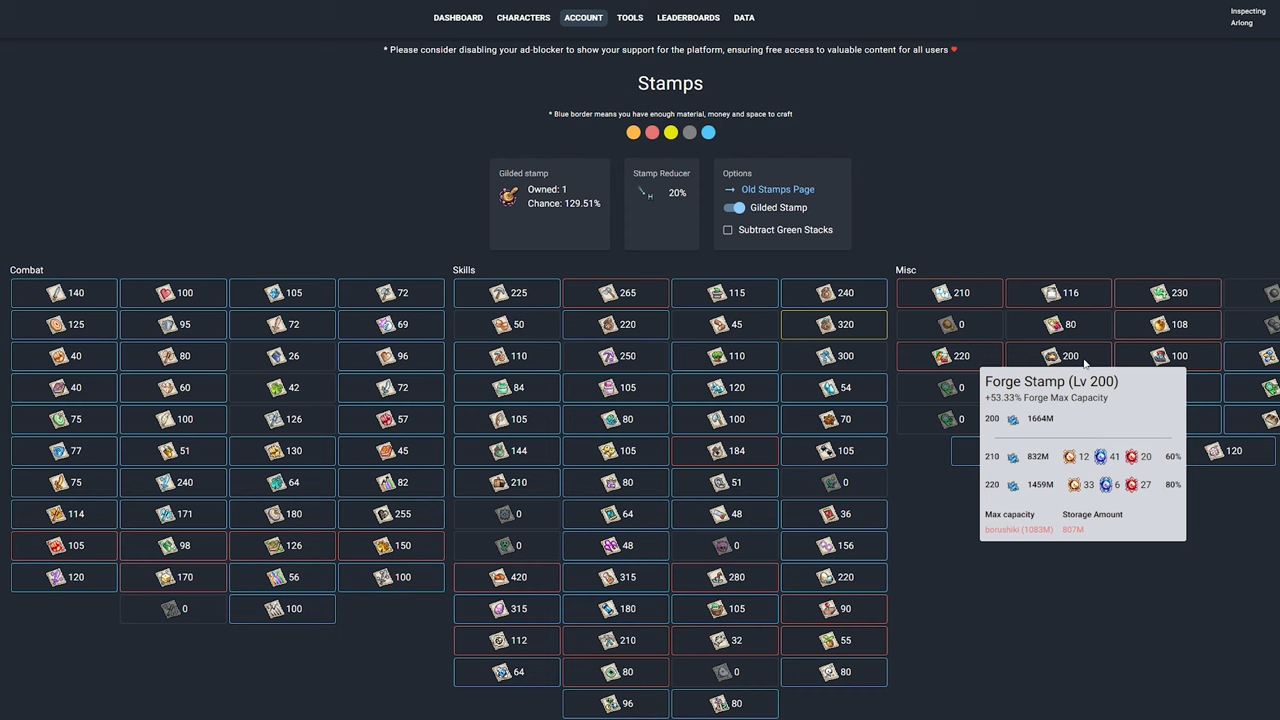 DASHBOARD CHARACTERS ACCOUNT TOOLS LEADERBOARDS DATA
Inspecting
Arlong
* Please consider disabling your ad-blocker to show your support for the platform, ensuring free access to valuable content for all users
Stamps
* Blue border means you have enough material, money and space to craft
Gilded stamp
Owned: 1
Chance: 129.51%
Stamp Reducer
20%
Options
→ Old Stamps Page
Gilded Stamp
Subtract Green Stacks
Combat
140 100 105 72
125 95 72 69
40 80 26 96
40 60 42 72
75 100 126 57
77 51 130 45
75 240 64 82
114 171 180 255
105 98 126 150
120 170 56 100
0 100
Skills
225 265 115 240
50 220 45 320
110 250 110 300
84 105 120 54
105 80 100 70
144 105 184 105
210 80 51 0
0 64 48 36
0 48 0 156
420 315 280 220
315 180 105 90
112 210 32 55
64 80 0 80
96 80
Misc
210 116 230
0 80 108
220 200 100
0
0
120
Forge Stamp (Lv 200)
+53.33% Forge Max Capacity
200 1664M
210 832M 12 41 20 60%
220 1459M 33 6 27 80%
Max capacity Storage Amount
borushiki (1083M) 807M